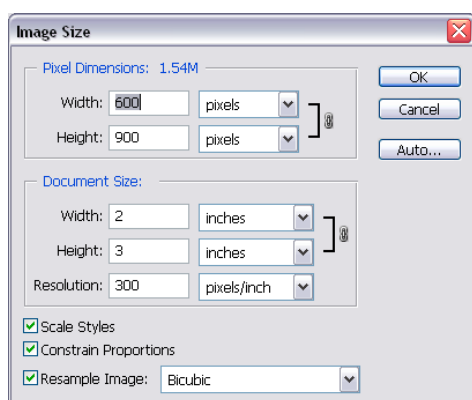 Image Size
Pixel Dimensions: 1.54M
OK
Width: 600 pixels
Cancel
Height: 900 pixels
Auto...
Document Size:
Width: 2 inches
Height: 3 inches
Resolution: 300 pixels/inch
Scale Styles
Constrain Proportions
Resample Image: Bicubic